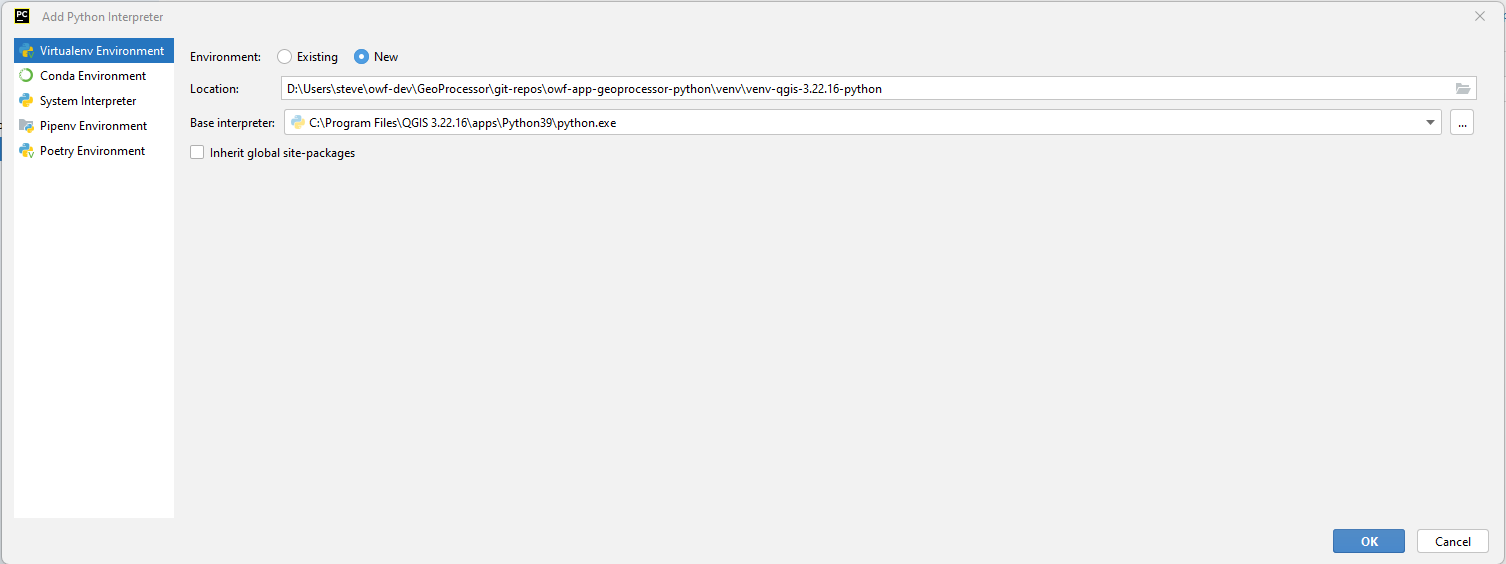 PC Add Python Interpreter
Virtualenv Environment
Conda Environment
System Interpreter
Pipenv Environment
Poetry Environment
Environment: Existing New
Location: D:\Users\steve\owf-dev\GeoProcessor\git-repos\owf-app-geoprocessor-python\venv\venv-qgis-3.22.16-python
Base interpreter: C:\Program Files\QGIS 3.22.16\apps\Python39\python.exe ...
Inherit global site-packages
OK Cancel